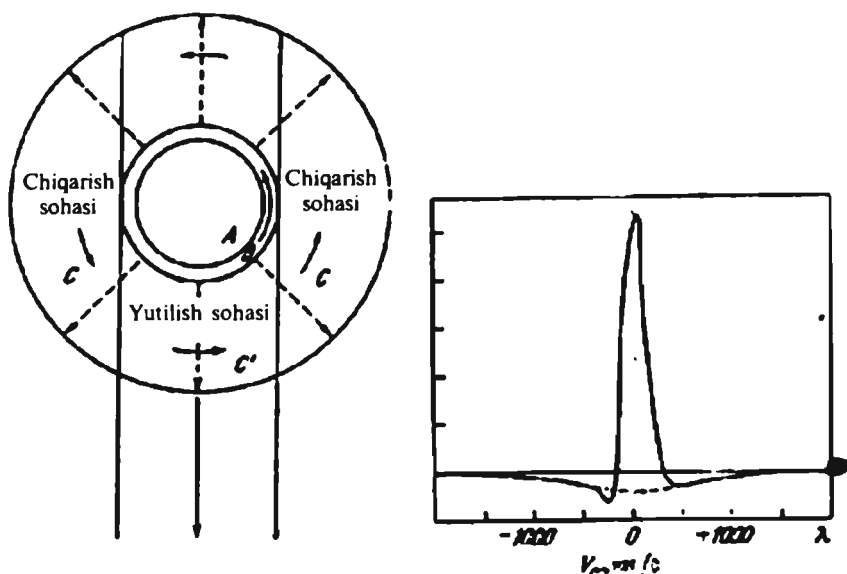 Chiqarish
sohasi
Chiqarish
sohasi
A
B
C
C
Yutilish sohasi
C'
-1000 0 +1000 λ